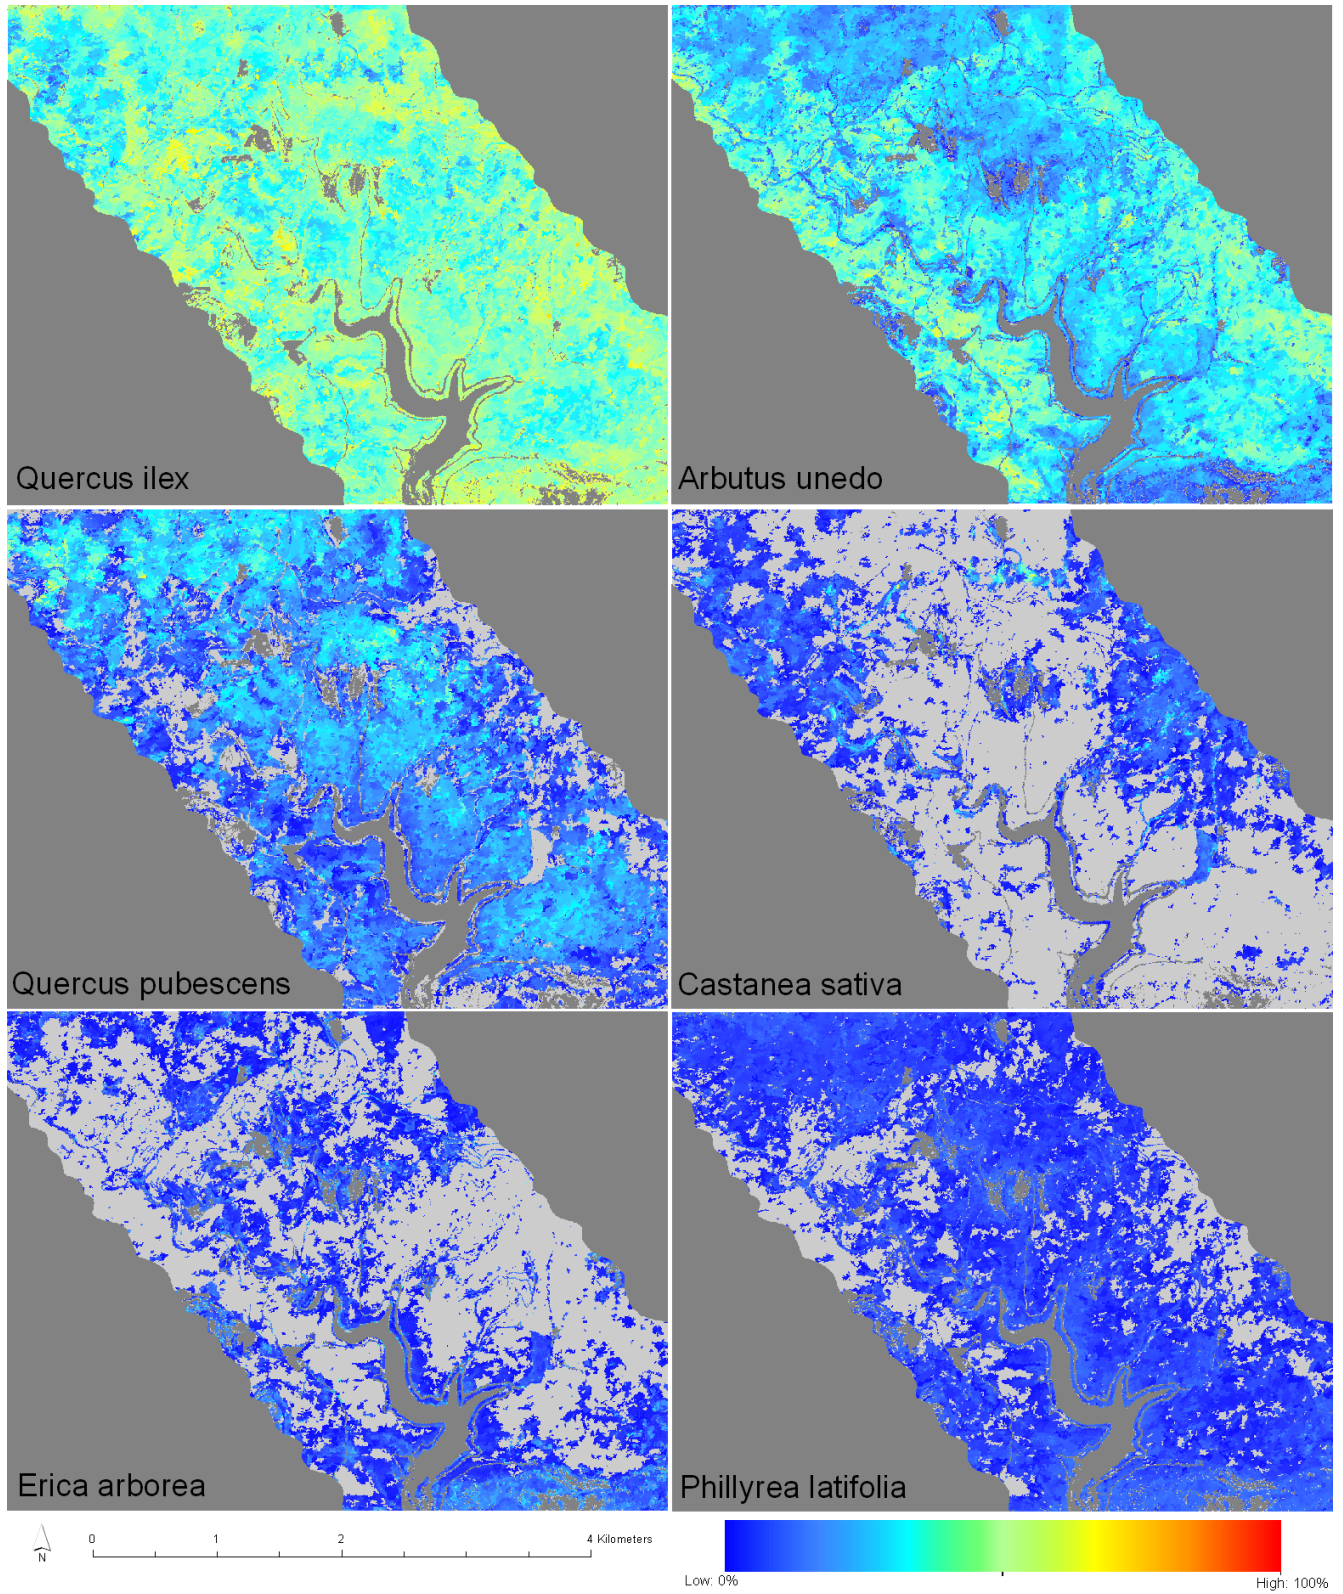 Quercus ilex
Arbutus unedo
Quercus pubescens
Castanea sativa
Erica arborea
Phillyrea latifolia
N
0 1 2 4 Kilometers
Low: 0% High: 100%